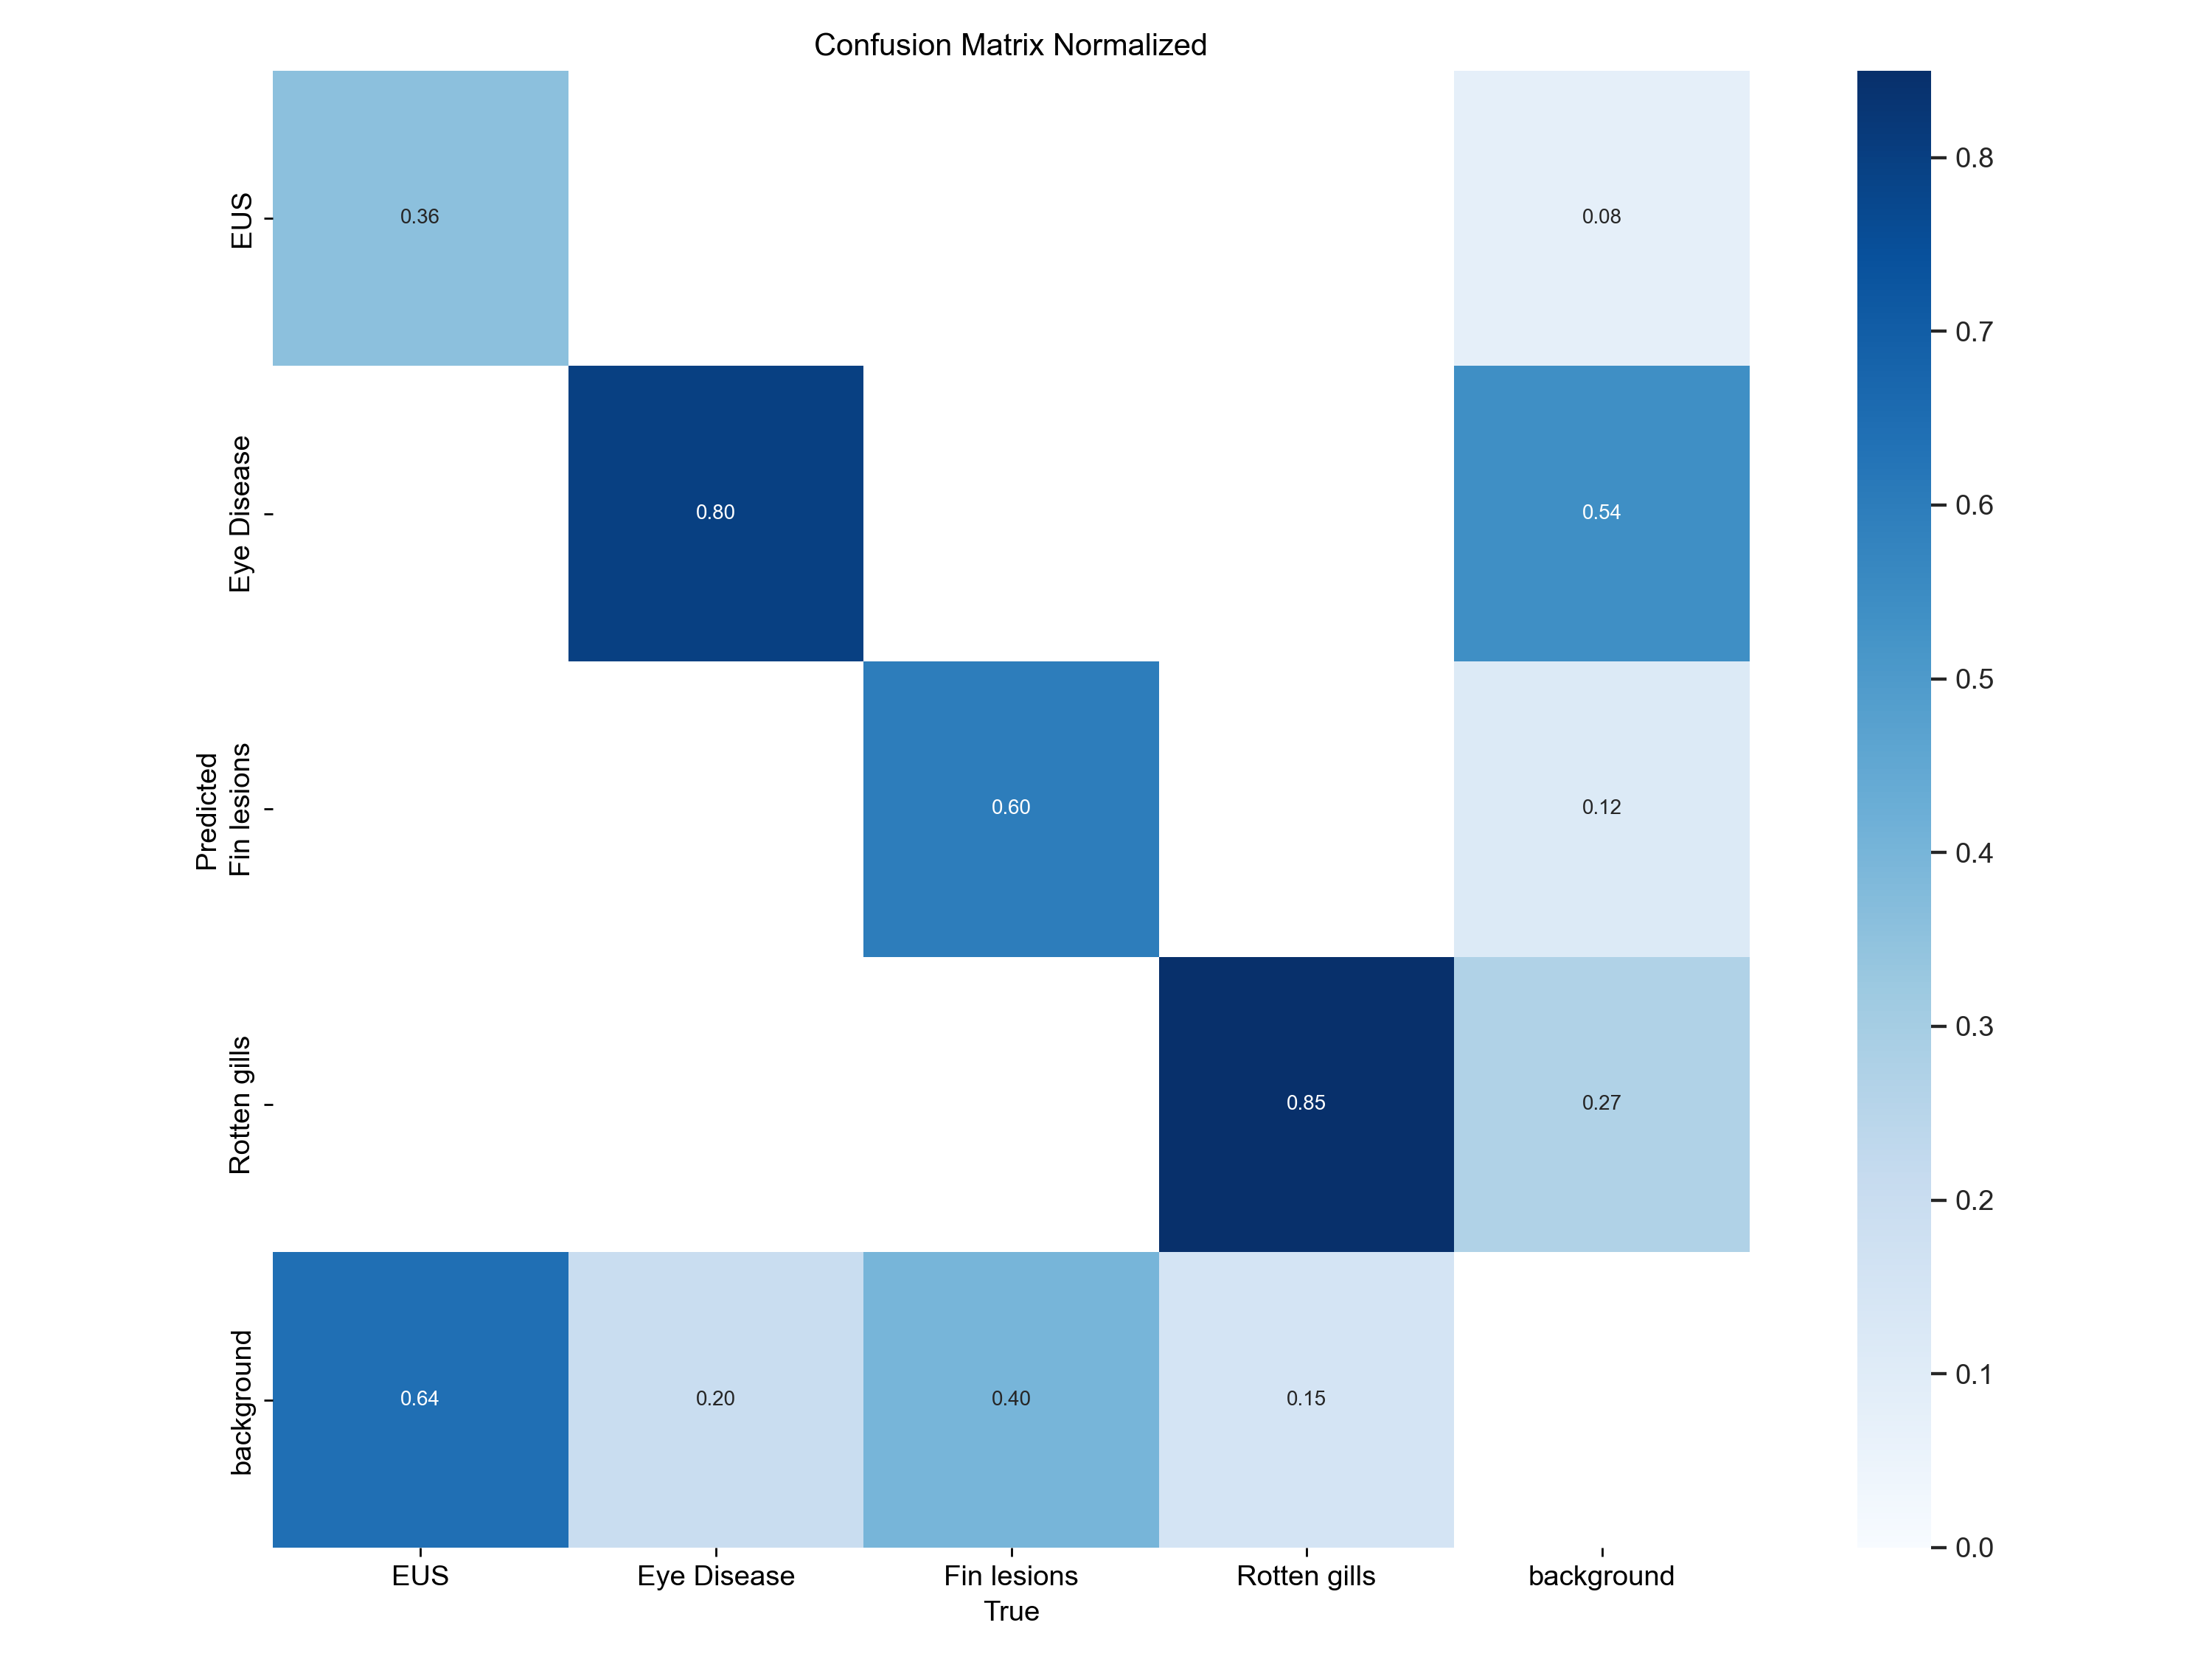 Confusion Matrix Normalized
EUS
0.36
0.08
0.8
0.7
Eye Disease
0.80
0.54
0.6
0.5
Predicted
Fin lesions
0.60
0.12
0.4
0.3
Rotten gills
0.85
0.27
0.2
0.1
background
0.64
0.20
0.40
0.15
0.0
EUS
Eye Disease
Fin lesions
Rotten gills
background
True